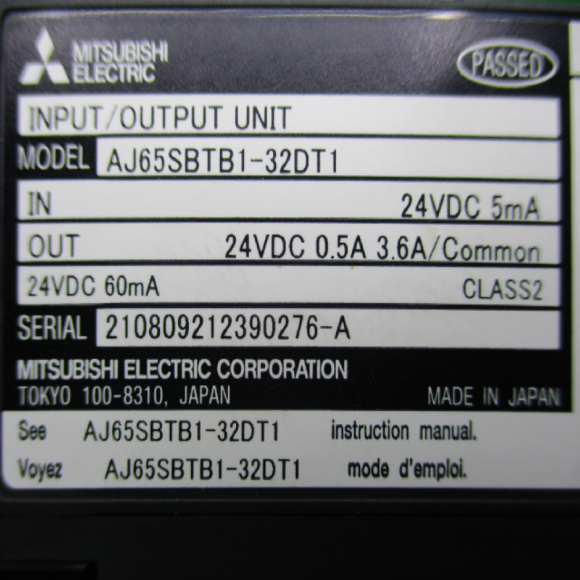 MITSUBISHI
ELECTRIC
PASSED
INPUT/OUTPUT UNIT
MODEL AJ65SBTB1-32DT1
IN 24VDC 5mA
OUT 24VDC 0.5A 3.6A/Common
24VDC 60mA CLASS2
SERIAL 210809212390276-A
MITSUBISHI ELECTRIC CORPORATION
TOKYO 100-8310, JAPAN MADE IN JAPAN
See AJ65SBTB1-32DT1 instruction manual.
Voyez AJ65SBTB1-32DT1 mode d'emploi.